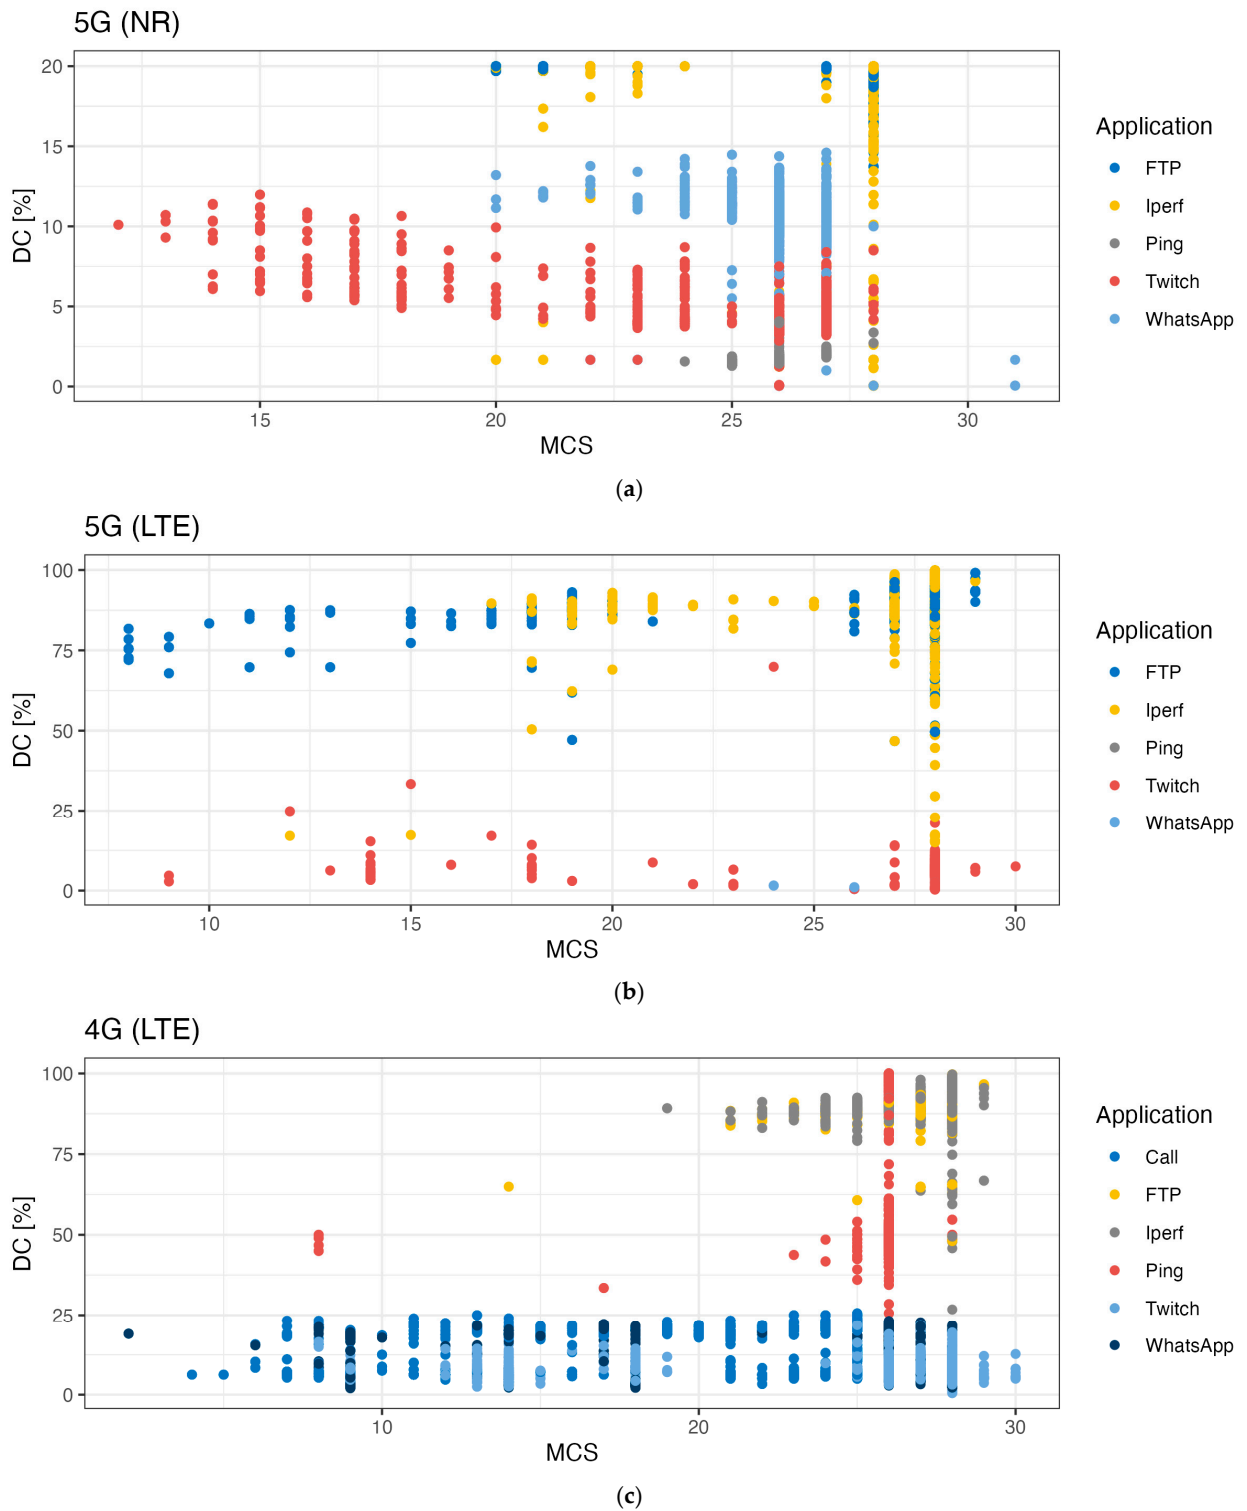 5G (NR)
20
15
10
5
0
DC [%]
15 20 25 30
MCS
Application
FTP
Iperf
Ping
Twitch
WhatsApp
(a)
5G (LTE)
100
75
50
25
0
DC [%]
10 15 20 25 30
MCS
Application
FTP
Iperf
Ping
Twitch
WhatsApp
(b)
4G (LTE)
100
75
50
25
0
DC [%]
10 20 30
MCS
Application
Call
FTP
Iperf
Ping
Twitch
WhatsApp
(c)